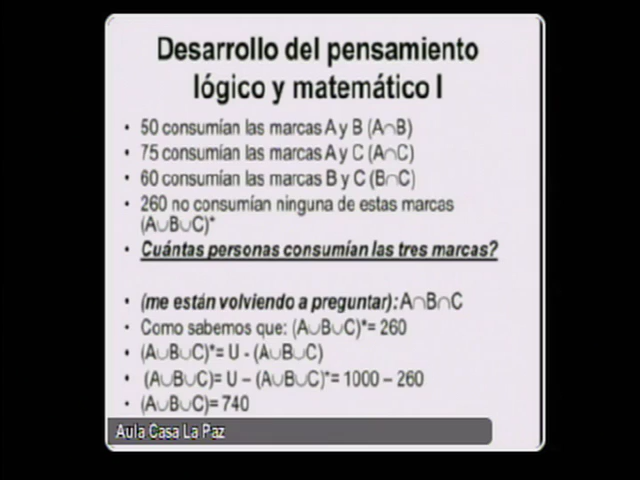 Desarrollo del pensamiento
lógico y matemático I
• 50 consumían las marcas A y B (A∩B)
• 75 consumían las marcas A y C (A∩C)
• 60 consumían las marcas B y C (B∩C)
• 260 no consumían ninguna de estas marcas
(A∪B∪C)*
• Cuántas personas consumían las tres marcas?
• (me están volviendo a preguntar): A∩B∩C
• Como sabemos que: (A∪B∪C)*= 260
• (A∪B∪C)*= U - (A∪B∪C)
• (A∪B∪C)= U – (A∪B∪C)*= 1000 – 260
• (A∪B∪C)= 740
Aula Casa La Paz